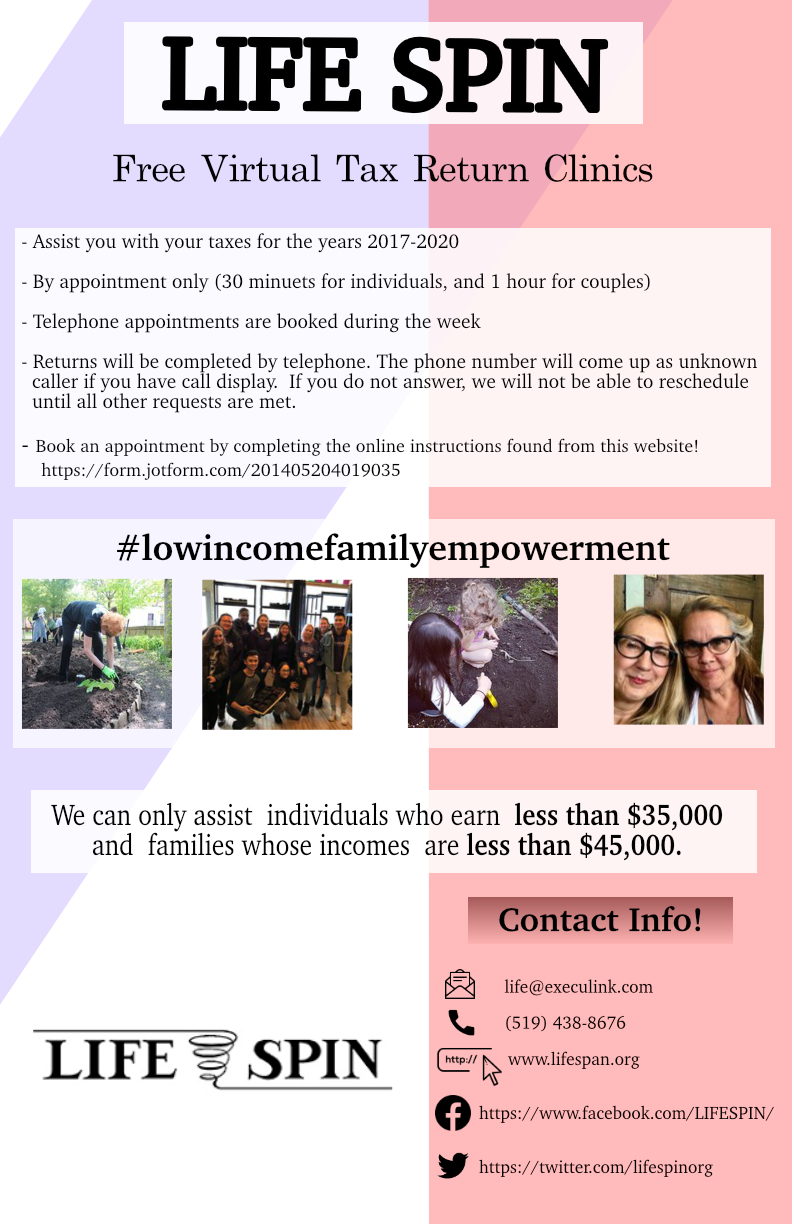 LIFE SPIN
Free Virtual Tax Return Clinics
- Assist you with your taxes for the years 2017-2020
- By appointment only (30 minuets for individuals, and 1 hour for couples)
- Telephone appointments are booked during the week
- Returns will be completed by telephone. The phone number will come up as unknown
caller if you have call display. If you do not answer, we will not be able to reschedule
until all other requests are met.
- Book an appointment by completing the online instructions found from this website!
https://form.jotform.com/201405204019035
#lowincomefamilyempowerment
We can only assist individuals who earn less than $35,000
and families whose incomes are less than $45,000.
Contact Info!
life@execulink.com
(519) 438-8676
http://
www.lifespan.org
https://www.facebook.com/LIFESPIN/
https://twitter.com/lifespinorg
LIFE SPIN